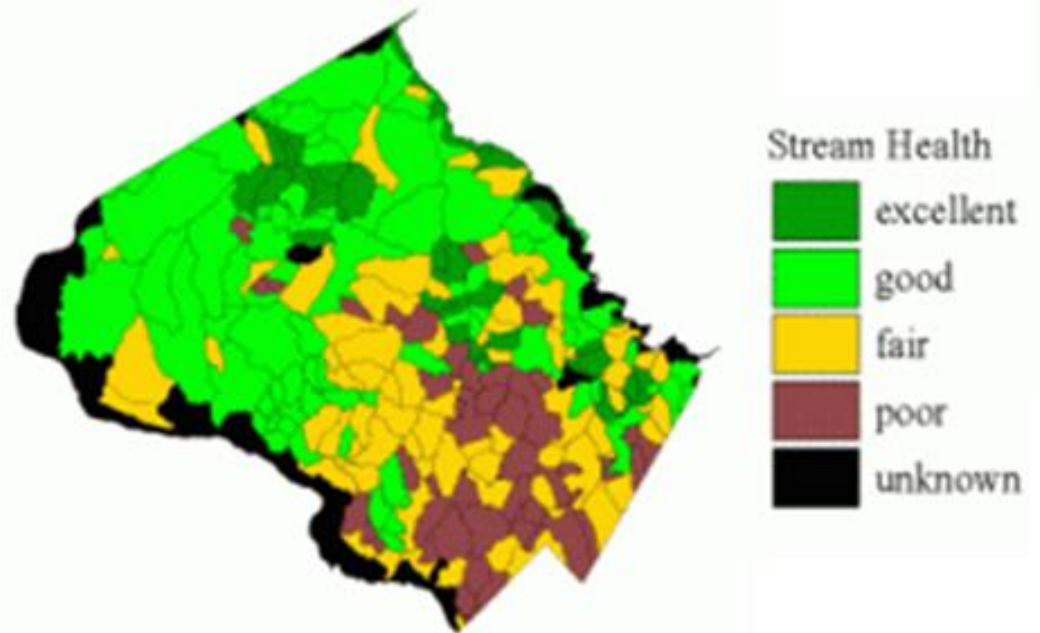 Stream Health
excellent
good
fair
poor
unknown